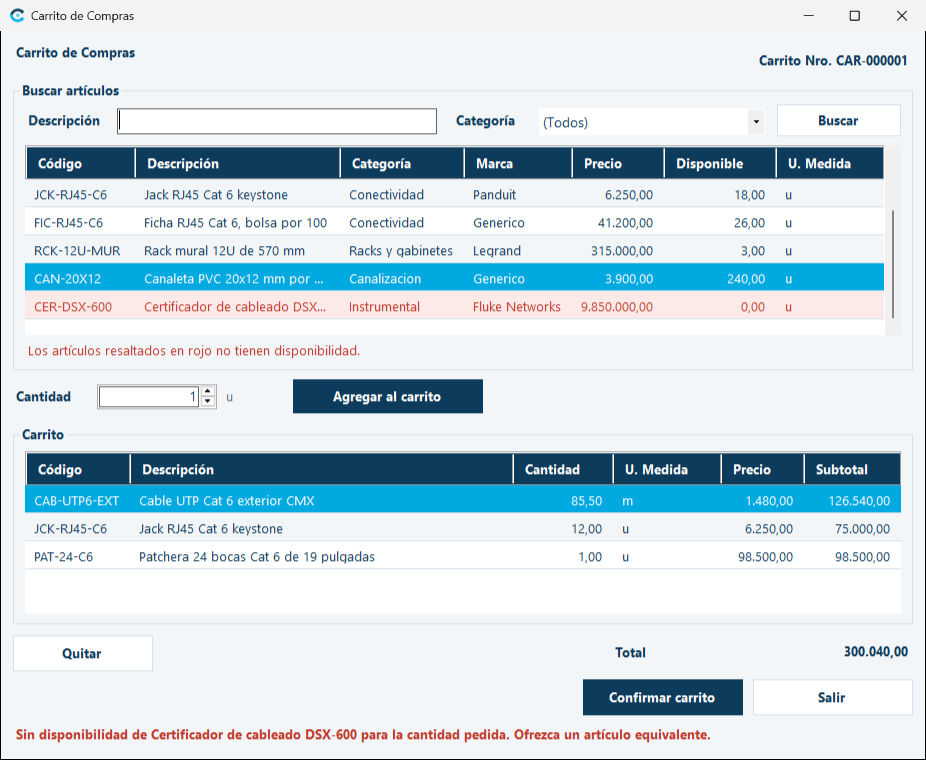 Carrito de Compras
Carrito de Compras
Carrito Nro. CAR-000001
Buscar artículos
Descripción Categoría (Todos) Buscar
Código Descripción Categoría Marca Precio Disponible U. Medida
JCK-RJ45-C6 Jack RJ45 Cat 6 keystone Conectividad Panduit 6.250,00 18,00 u
FIC-RJ45-C6 Ficha RJ45 Cat 6, bolsa por 100 Conectividad Generico 41.200,00 26,00 u
RCK-12U-MUR Rack mural 12U de 570 mm Racks y gabinetes Legrand 315.000,00 3,00 u
CAN-20X12 Canaleta PVC 20x12 mm por ... Canalizacion Generico 3.900,00 240,00 u
CER-DSX-600 Certificador de cableado DSX... Instrumental Fluke Networks 9.850.000,00 0,00 u
Los artículos resaltados en rojo no tienen disponibilidad.
Cantidad 1 u Agregar al carrito
Carrito
Código Descripción Cantidad U. Medida Precio Subtotal
CAB-UTP6-EXT Cable UTP Cat 6 exterior CMX 85,50 m 1.480,00 126.540,00
JCK-RJ45-C6 Jack RJ45 Cat 6 keystone 12,00 u 6.250,00 75.000,00
PAT-24-C6 Patchera 24 bocas Cat 6 de 19 pulgadas 1,00 u 98.500,00 98.500,00
Quitar Total 300.040,00
Confirmar carrito Salir
Sin disponibilidad de Certificador de cableado DSX-600 para la cantidad pedida. Ofrezca un artículo equivalente.